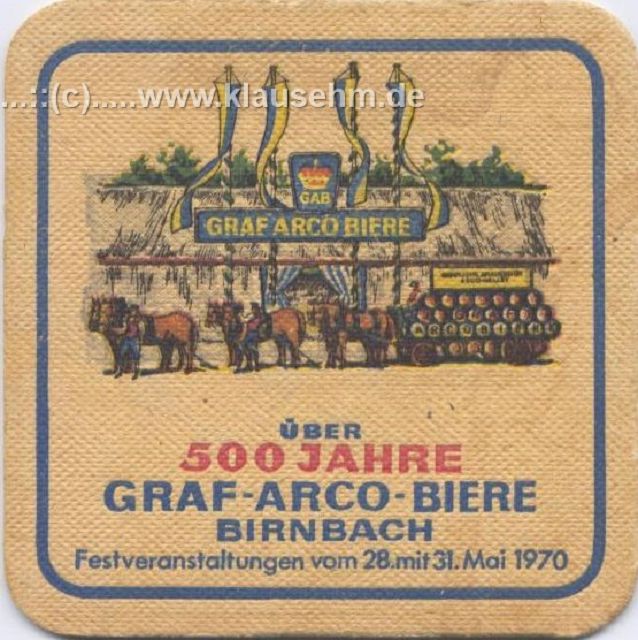 ...::(c).....www.klausehm.de
GAB
GRAF ARCO BIERE
ÜBER
500 JAHRE
GRAF-ARCO-BIERE
BIRNBACH
Festveranstaltungen vom 28.mit 31. Mai 1970